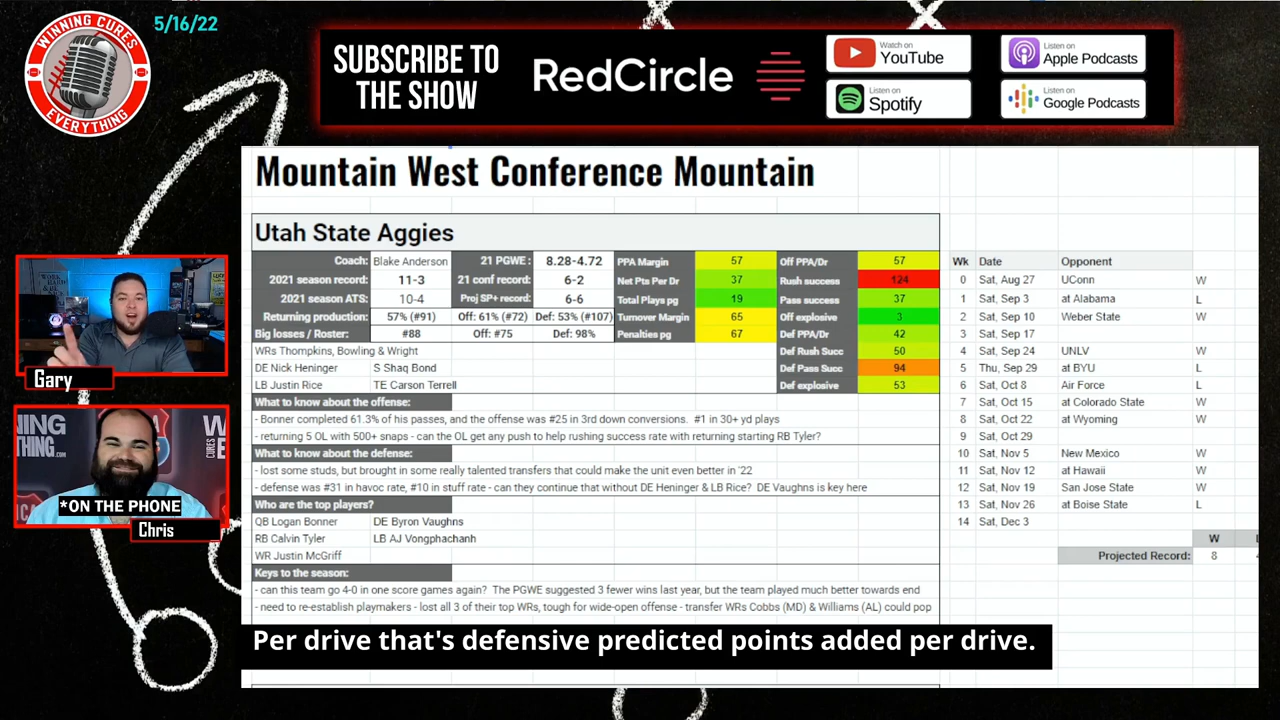 WINNING CURES
EVERYTHING
5/16/22
SUBSCRIBE TO
THE SHOW
RedCircle
Watch on
YouTube
Listen on
Spotify
Listen on
Apple Podcasts
Listen on
Google Podcasts
Mountain West Conference Mountain
Utah State Aggies
Coach: Blake Anderson 21 PGWE: 8.28-4.72 PPA Margin 57 Off PPA/Dr 57
2021 season record: 11-3 21 conf record: 6-2 Net Pts Per Dr 37 Rush success 124
2021 season ATS: 10-4 Proj SP+ record: 6-6 Total Plays pg 19 Pass success 37
Returning production: 57% (#91) Off: 61% (#72) Def: 53% (#107) Turnover Margin 65 Off explosive 3
Big losses / Roster: #88 Off: #75 Def: 98% Penalties pg 67 Def PPA/Dr 42
WRs Thompkins, Bowling & Wright Def Rush Succ 50
DE Nick Heninger S Shaq Bond Def Pass Succ 94
LB Justin Rice TE Carson Terrell Def explosive 53
What to know about the offense:
- Bonner completed 61.3% of his passes, and the offense was #25 in 3rd down conversions. #1 in 30+ yd plays
- returning 5 OL with 500+ snaps - can the OL get any push to help rushing success rate with returning starting RB Tyler?
What to know about the defense:
- lost some studs, but brought in some really talented transfers that could make the unit even better in '22
- defense was #31 in havoc rate, #10 in stuff rate - can they continue that without DE Heninger & LB Rice? DE Vaughns is key here
Who are the top players?
QB Logan Bonner DE Byron Vaughns
RB Calvin Tyler LB AJ Vongphachanh
WR Justin McGriff
Keys to the season:
- can this team go 4-0 in one score games again? The PGWE suggested 3 fewer wins last year, but the team played much better towards end
- need to re-establish playmakers - lost all 3 of their top WRs, tough for wide-open offense - transfer WRs Cobbs (MD) & Williams (AL) could pop
Wk Date Opponent
0 Sat, Aug 27 UConn W
1 Sat, Sep 3 at Alabama L
2 Sat, Sep 10 Weber State W
3 Sat, Sep 17
4 Sat, Sep 24 UNLV W
5 Thu, Sep 29 at BYU L
6 Sat, Oct 8 Air Force L
7 Sat, Oct 15 at Colorado State W
8 Sat, Oct 22 at Wyoming W
9 Sat, Oct 29
10 Sat, Nov 5 New Mexico W
11 Sat, Nov 12 at Hawaii W
12 Sat, Nov 19 San Jose State W
13 Sat, Nov 26 at Boise State L
14 Sat, Dec 3
W
Projected Record: 8
Gary
*ON THE PHONE
Chris
Per drive that's defensive predicted points added per drive.